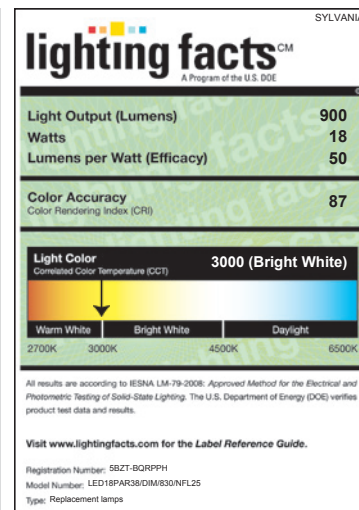 SYLVANIA
lighting facts CM
A Program of the U.S. DOE
Light Output (Lumens) 900
Watts 18
Lumens per Watt (Efficacy) 50
Color Accuracy
Color Rendering Index (CRI) 87
Light Color
Correlated Color Temperature (CCT) 3000 (Bright White)
Warm White Bright White Daylight
2700K 3000K 4500K 6500K
All results are according to IESNA LM-79-2008: Approved Method for the Electrical and
Photometric Testing of Solid-State Lighting. The U.S. Department of Energy (DOE) verifies
product test data and results.
Visit www.lightingfacts.com for the Label Reference Guide.
Registration Number: 5BZT-BQRPPH
Model Number: LED18PAR38/DIM/830/NFL25
Type: Replacement lamps